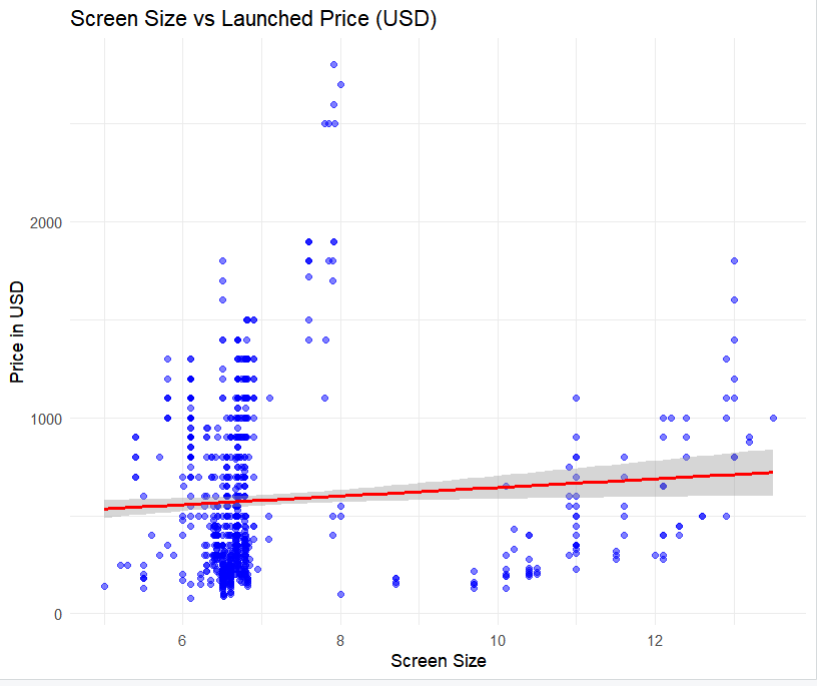 Screen Size vs Launched Price (USD)
Price in USD
2000
1000
0
6 8 10 12
Screen Size